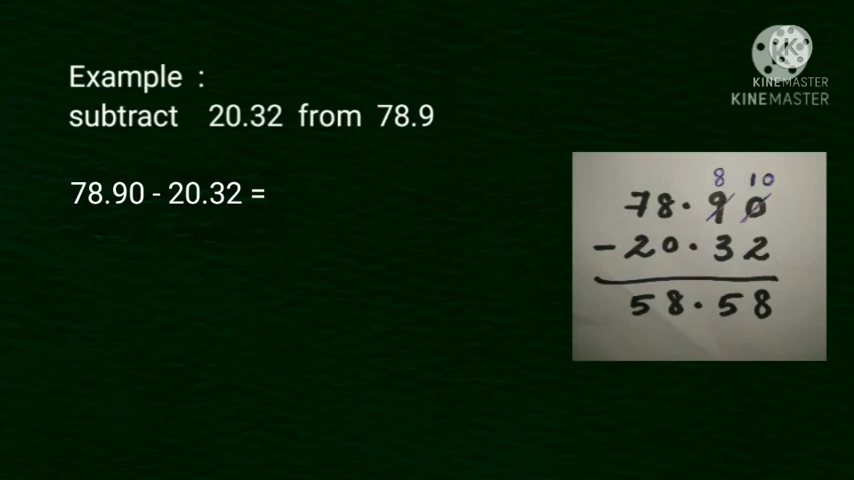 Example :
subtract 20.32 from 78.9
78.90 - 20.32 =
KINEMASTER
KINEMASTER
8 10
78.90
- 20.32
58.58